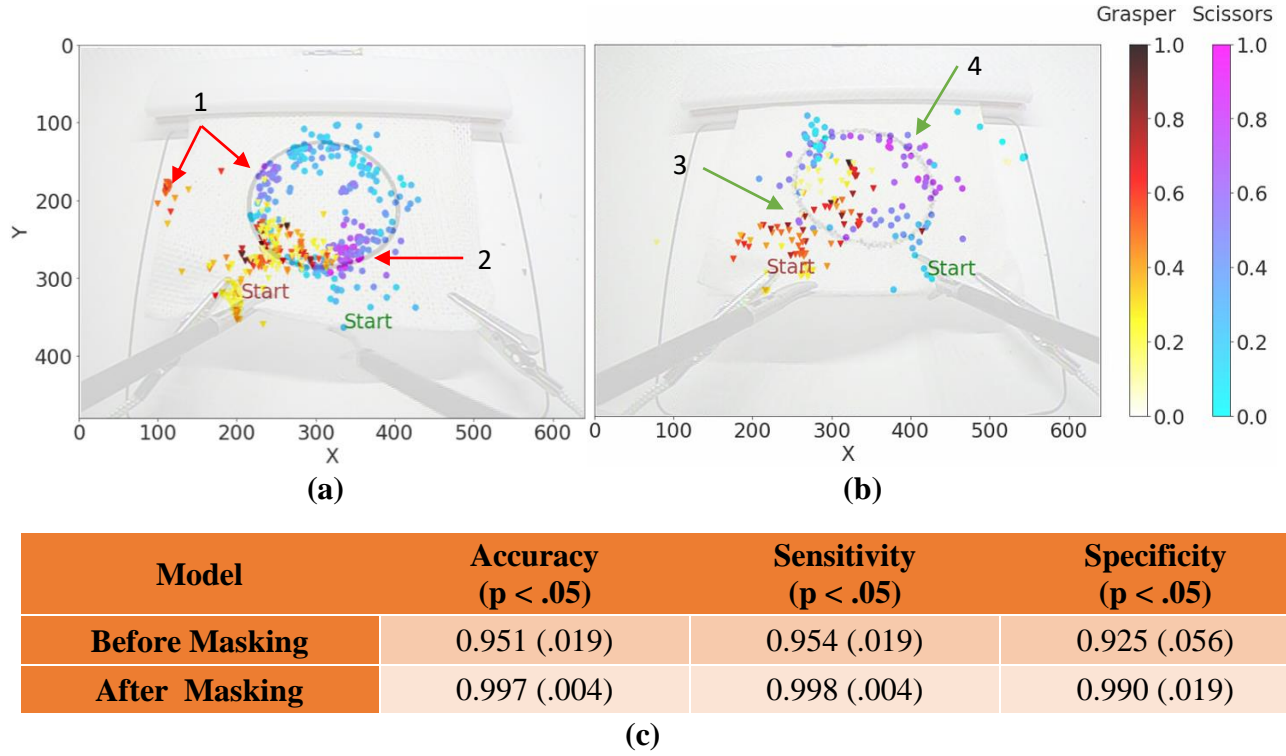 Grasper Scissors
1
4
3
2
Start
Start
Start
Start
0
100
200
300
400
Y
0 100 200 300 400 500 600
X
0 100 200 300 400 500 600
X
1.0
0.8
0.6
0.4
0.2
0.0
1.0
0.8
0.6
0.4
0.2
0.0
(a)
(b)
Model Accuracy Sensitivity Specificity
(p < .05) (p < .05) (p < .05)
Before Masking 0.951 (.019) 0.954 (.019) 0.925 (.056)
After Masking 0.997 (.004) 0.998 (.004) 0.990 (.019)
(c)